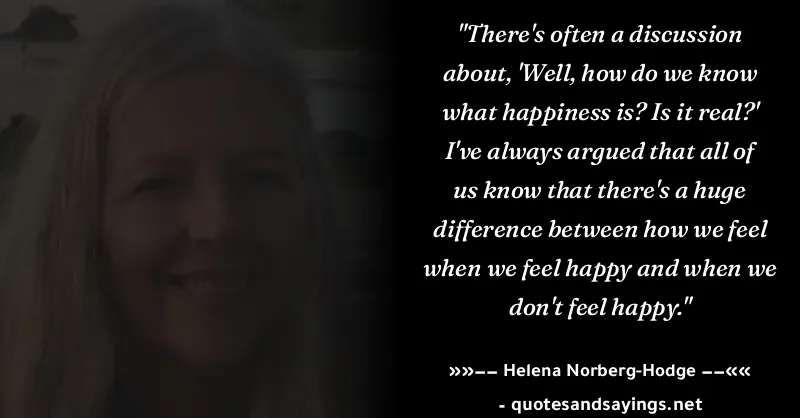 "There's often a discussion
about, 'Well, how do we know
what happiness is? Is it real?'
I've always argued that all of
us know that there's a huge
difference between how we feel
when we feel happy and when we
don't feel happy."
»»−− Helena Norberg-Hodge −−««
- quotesandsayings.net